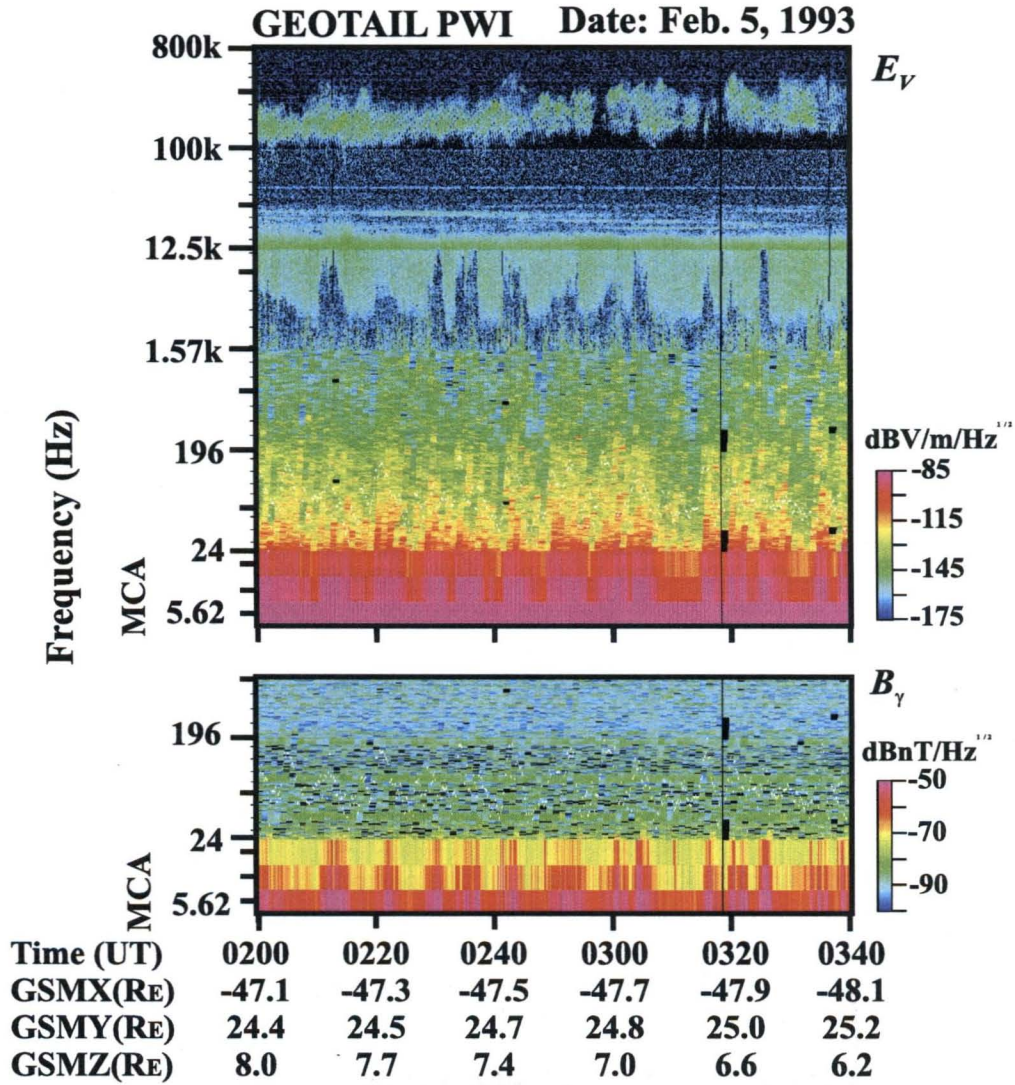 GEOTAIL PWI Date: Feb. 5, 1993
800k
100k
12.5k
1.57k
196
24
5.62
Frequency (Hz)
MCA
E_V
dBV/m/Hz^1/2
-85
-115
-145
-175
196
24
5.62
MCA
B_γ
dBnT/Hz^1/2
-50
-70
-90
Time (UT) 0200 0220 0240 0300 0320 0340
GSMX(RE) -47.1 -47.3 -47.5 -47.7 -47.9 -48.1
GSMY(RE) 24.4 24.5 24.7 24.8 25.0 25.2
GSMZ(RE) 8.0 7.7 7.4 7.0 6.6 6.2